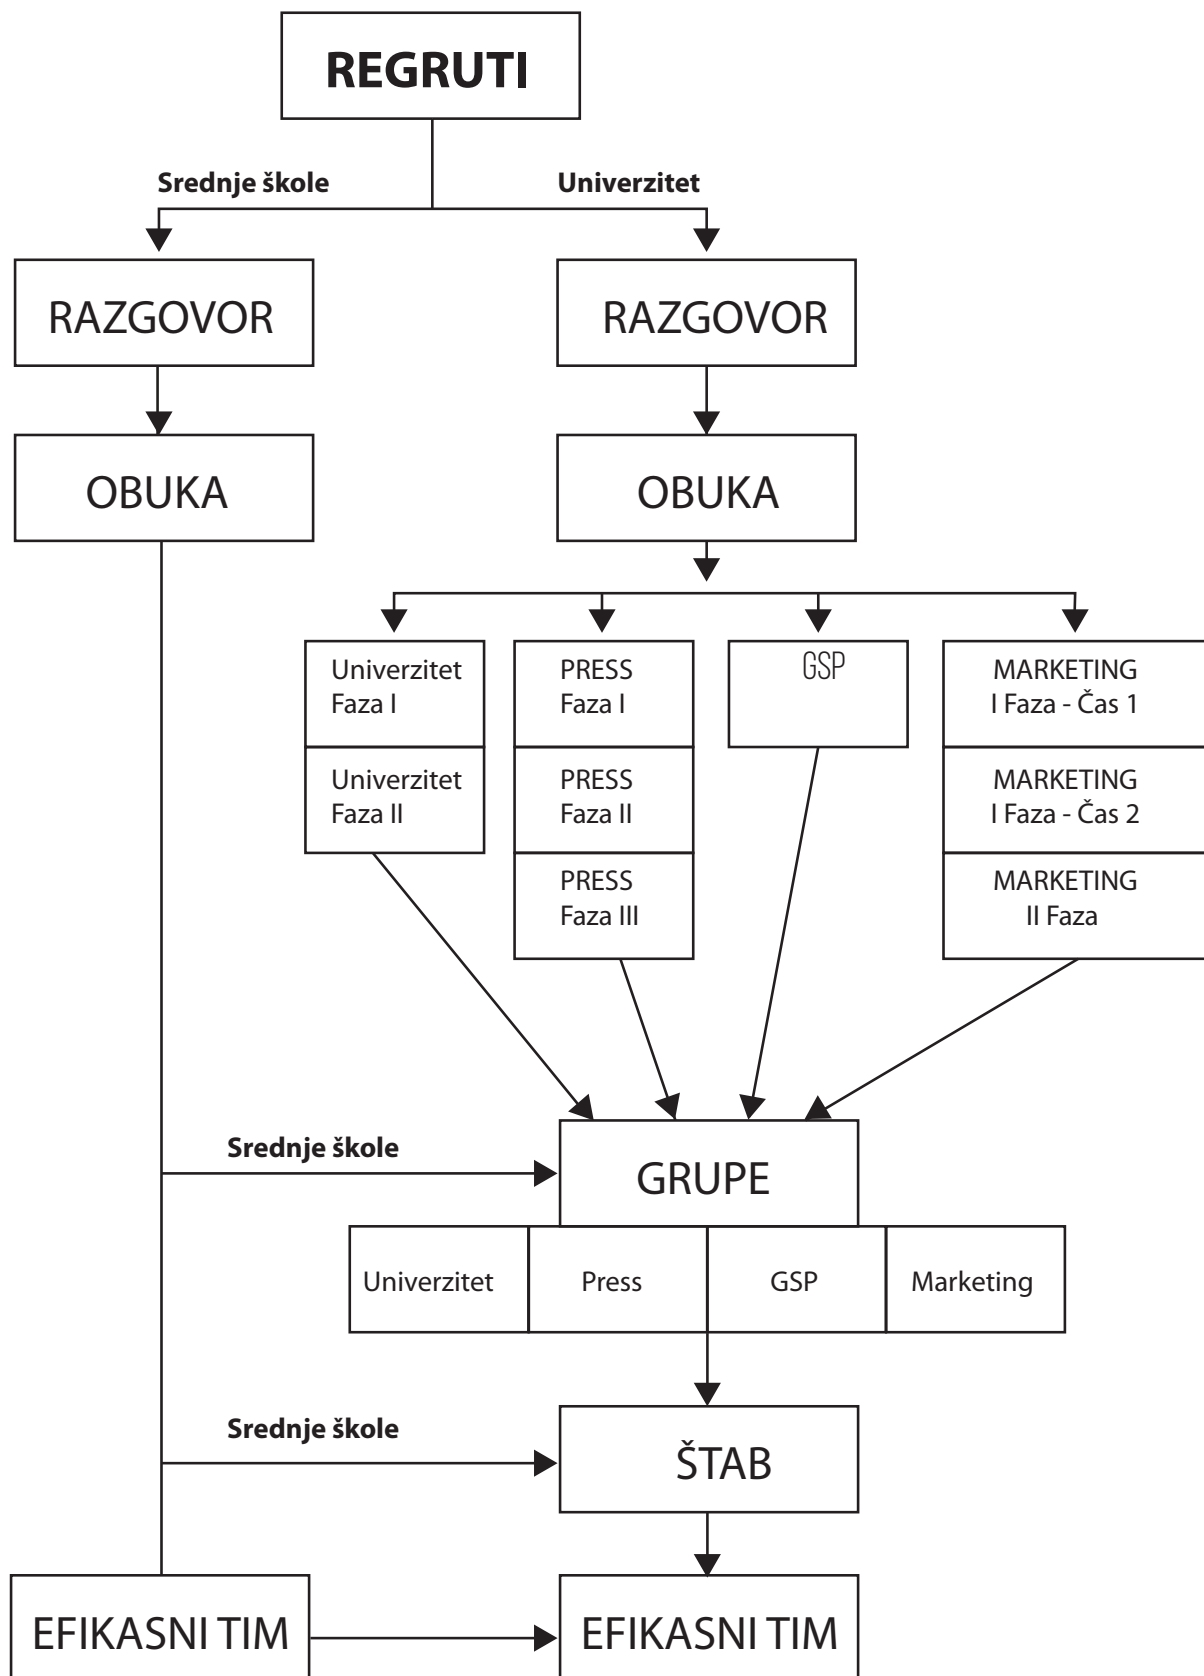 REGRUTI
Srednje škole
Univerzitet
RAZGOVOR
RAZGOVOR
OBUKA
OBUKA
Univerzitet
Faza I
PRESS
Faza I
GSP
MARKETING
I Faza - Čas 1
Univerzitet
Faza II
PRESS
Faza II
MARKETING
I Faza - Čas 2
PRESS
Faza III
MARKETING
II Faza
Srednje škole
GRUPE
Univerzitet
Press
GSP
Marketing
Srednje škole
ŠTAB
EFIKASNI TIM
EFIKASNI TIM